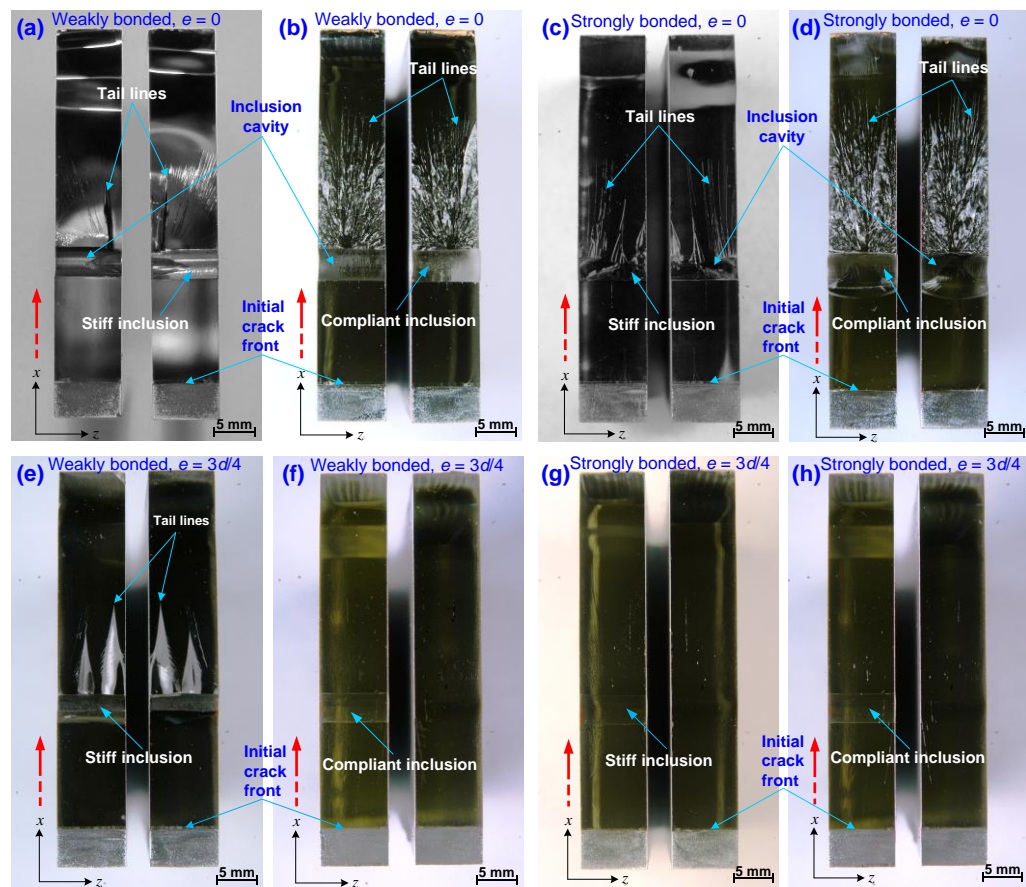 (a)
Weakly bonded, e = 0
Tail lines
Stiff inclusion
x
z
5 mm
Inclusion
cavity
Initial
crack
front
(b)
Weakly bonded, e = 0
Tail lines
Compliant inclusion
x
z
5 mm
(c)
Strongly bonded, e = 0
Tail lines
Stiff inclusion
x
z
5 mm
Inclusion
cavity
Initial
crack
front
(d)
Strongly bonded, e = 0
Tail lines
Compliant inclusion
x
z
5 mm
(e)
Weakly bonded, e = 3d/4
Tail lines
Stiff inclusion
x
z
5 mm
Initial
crack
front
(f)
Weakly bonded, e = 3d/4
Compliant inclusion
x
z
5 mm
(g)
Strongly bonded, e = 3d/4
Stiff inclusion
x
z
5 mm
Initial
crack
front
(h)
Strongly bonded, e = 3d/4
Compliant inclusion
x
z
5 mm